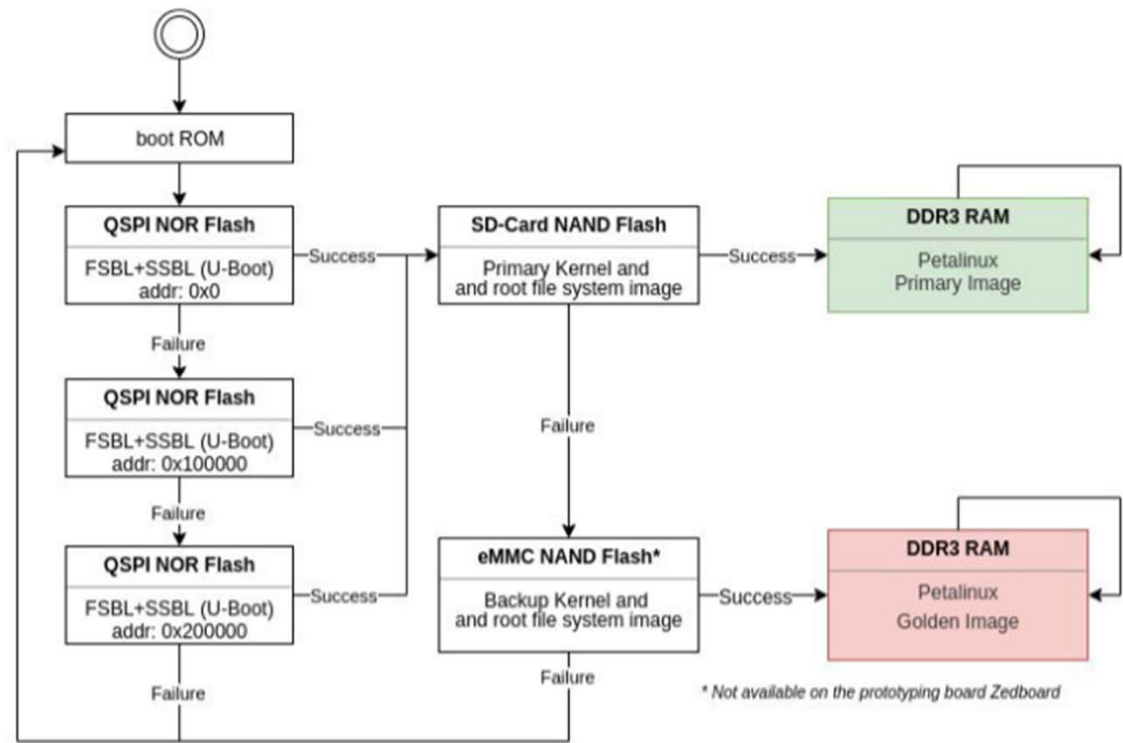 boot ROM
QSPI NOR Flash
FSBL+SSBL (U-Boot)
addr: 0x0
Success
SD-Card NAND Flash
Primary Kernel and
and root file system image
Success
DDR3 RAM
Petalinux
Primary Image
Failure
QSPI NOR Flash
FSBL+SSBL (U-Boot)
addr: 0x100000
Success
Failure
Failure
QSPI NOR Flash
FSBL+SSBL (U-Boot)
addr: 0x200000
Success
eMMC NAND Flash*
Backup Kernel and
and root file system image
Success
DDR3 RAM
Petalinux
Golden Image
Failure
Failure
* Not available on the prototyping board Zedboard